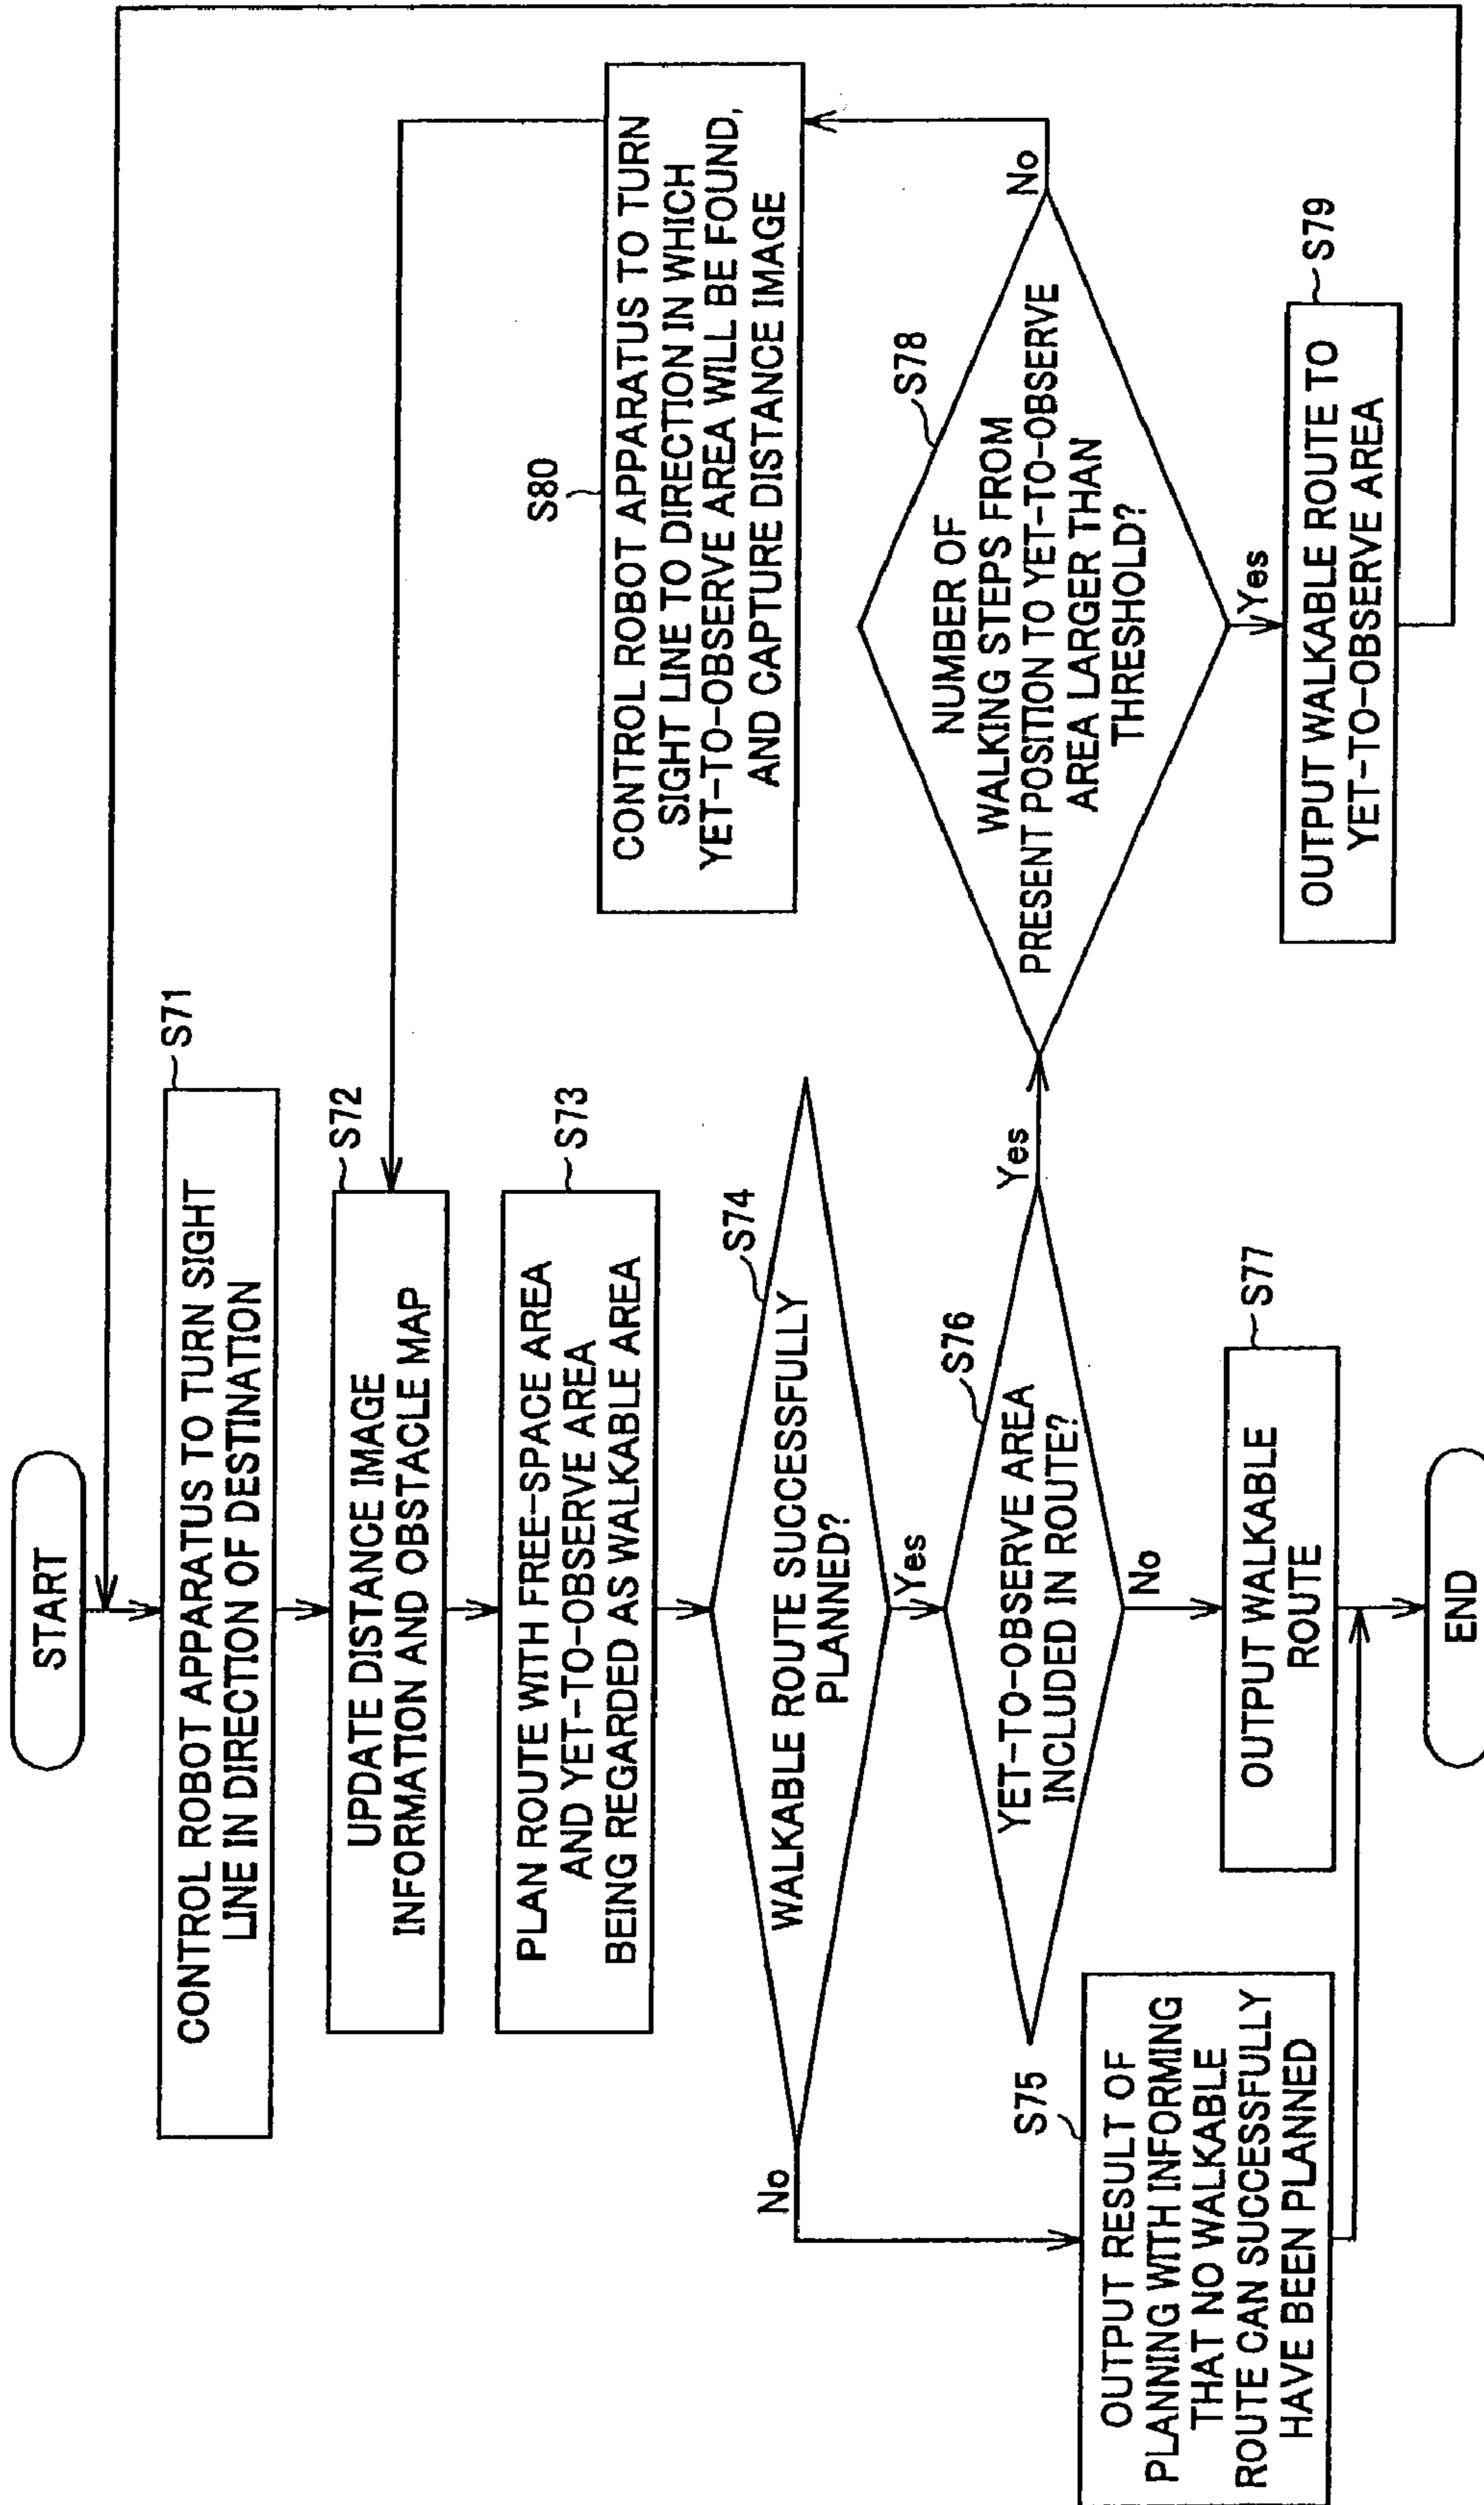 START
S71
CONTROL ROBOT APPARATUS TO TURN SIGHT
LINE IN DIRECTION OF DESTINATION
S72
UPDATE DISTANCE IMAGE
INFORMATION AND OBSTACLE MAP
S73
PLAN ROUTE WITH FREE-SPACE AREA
AND YET-TO-OBSERVE AREA
BEING REGARDED AS WALKABLE AREA
S74
WALKABLE ROUTE SUCCESSFULLY
PLANNED?
No
Yes
S75
OUTPUT RESULT OF
PLANNING WITH INFORMING
THAT NO WALKABLE
ROUTE CAN SUCCESSFULLY
HAVE BEEN PLANNED
S76
YET-TO-OBSERVE AREA
INCLUDED IN ROUTE?
Yes
No
S77
OUTPUT WALKABLE
ROUTE
END
S80
CONTROL ROBOT APPARATUS TO TURN
SIGHT LINE TO DIRECTION IN WHICH
YET-TO-OBSERVE AREA WILL BE FOUND,
AND CAPTURE DISTANCE IMAGE
S78
NUMBER OF
WALKING STEPS FROM
PRESENT POSITION TO YET-TO-OBSERVE
AREA LARGER THAN
THRESHOLD?
No
Yes
S79
OUTPUT WALKABLE ROUTE TO
YET-TO-OBSERVE AREA